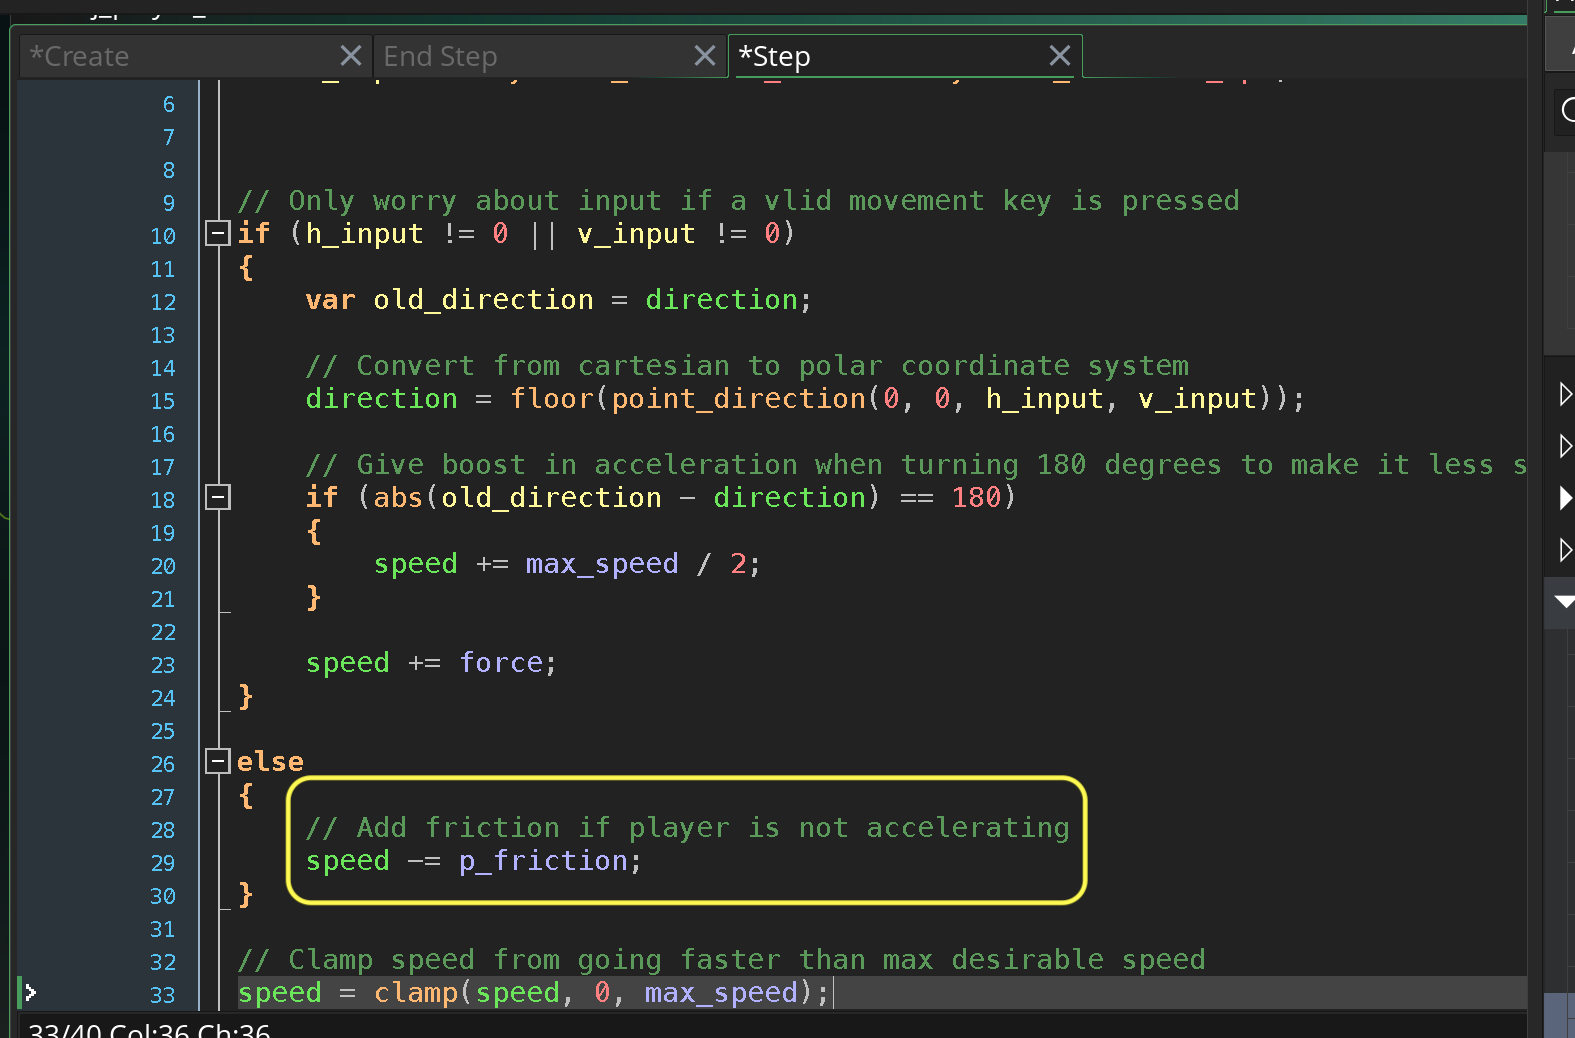 *Create
End Step
*Step
6
7
8
9 // Only worry about input if a vlid movement key is pressed
10 if (h_input != 0 || v_input != 0)
11 {
12 var old_direction = direction;
13
14 // Convert from cartesian to polar coordinate system
15 direction = floor(point_direction(0, 0, h_input, v_input));
16
17 // Give boost in acceleration when turning 180 degrees to make it less s
18 if (abs(old_direction - direction) == 180)
19 {
20 speed += max_speed / 2;
21 }
22
23 speed += force;
24 }
25
26 else
27 {
28 // Add friction if player is not accelerating
29 speed -= p_friction;
30 }
31
32 // Clamp speed from going faster than max desirable speed
33 speed = clamp(speed, 0, max_speed);
33/40 Col:36 Ch:36